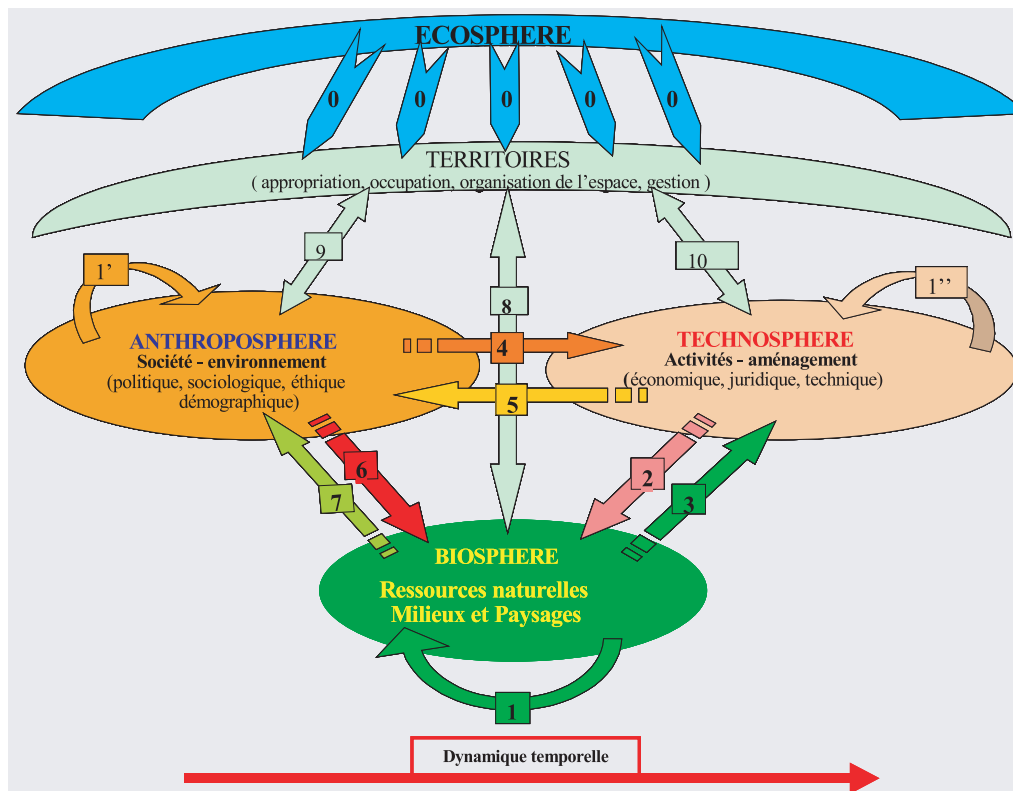 ECOSPHERE
0 0 0 0 0
TERRITOIRES
( appropriation, occupation, organisation de l’espace, gestion )
9
10
1’
1’’
8
ANTHROPOSPHERE
Société - environnement
(politique, sociologique, éthique
démographique)
4
TECHNOSPHERE
Activités - aménagement
(économique, juridique, technique)
5
6
7
2
3
BIOSPHERE
Ressources naturelles
Milieux et Paysages
1
Dynamique temporelle